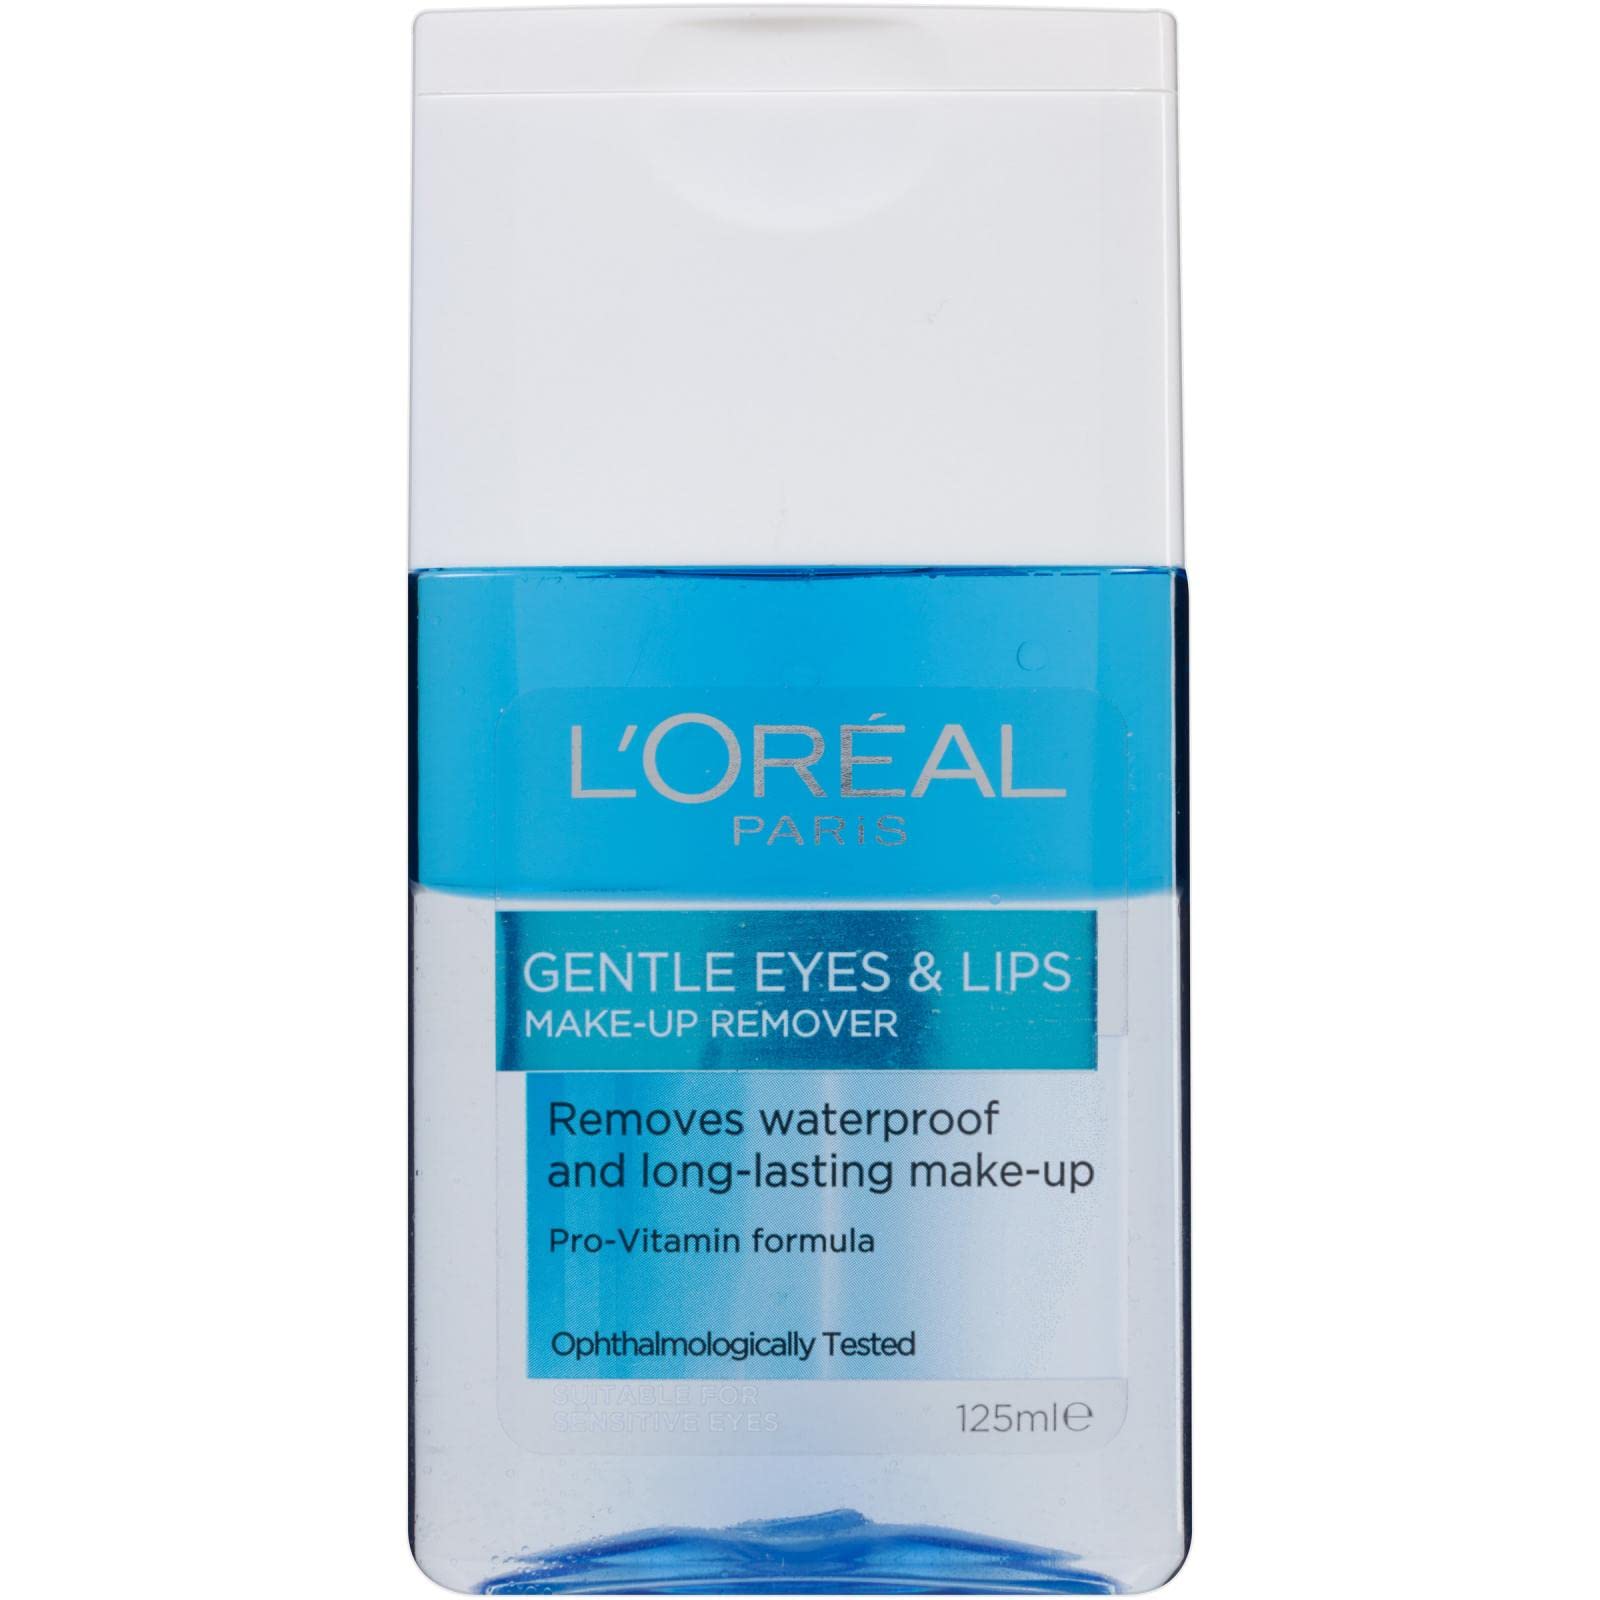 L'ORÉAL
PARIS
GENTLE EYES & LIPS
MAKE-UP REMOVER
Removes waterproof
and long-lasting make-up
Pro-Vitamin formula
Ophthalmologically Tested
SUITABLE FOR
SENSITIVE EYES
125ml℮